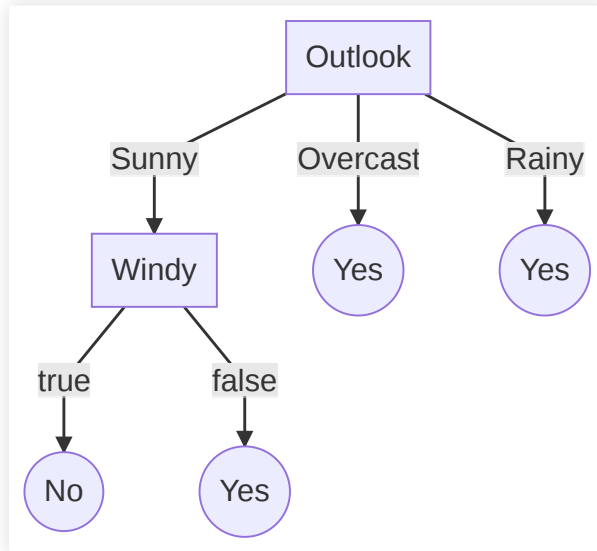 Outlook
Sunny
Overcast
Rainy
Windy
Yes
Yes
true
false
No
Yes